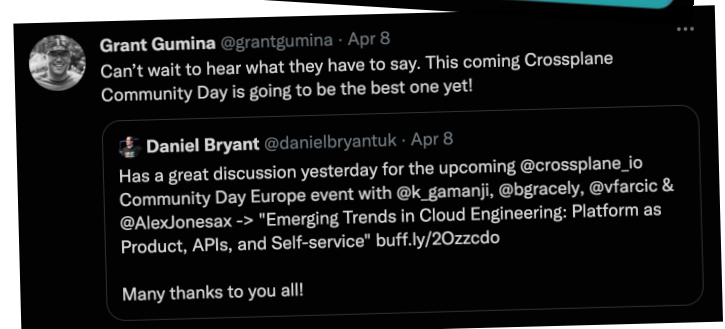 Grant Gumina @grantgumina · Apr 8
Can't wait to hear what they have to say. This coming Crossplane
Community Day is going to be the best one yet!
Daniel Bryant @danielbryantuk · Apr 8
Has a great discussion yesterday for the upcoming @crossplane_io
Community Day Europe event with @k_gamanji, @bgracely, @vfarcic &
@AlexJonesax -> "Emerging Trends in Cloud Engineering: Platform as
Product, APIs, and Self-service" buff.ly/2Ozzcdo
Many thanks to you all!